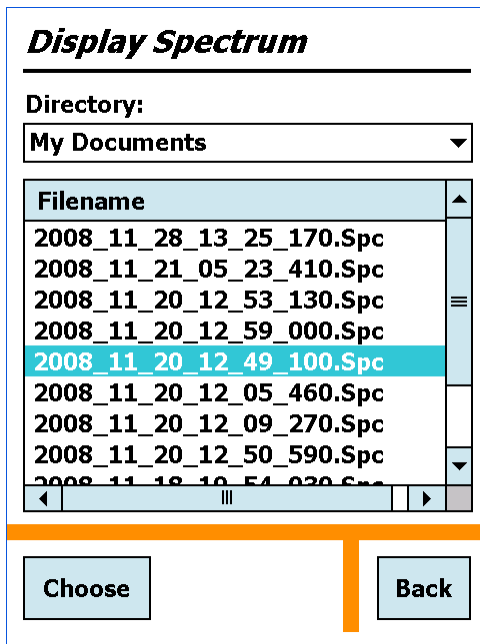 Display Spectrum
Directory:
My Documents
Filename
2008_11_28_13_25_170.Spc
2008_11_21_05_23_410.Spc
2008_11_20_12_53_130.Spc
2008_11_20_12_59_000.Spc
2008_11_20_12_49_100.Spc
2008_11_20_12_05_460.Spc
2008_11_20_12_09_270.Spc
2008_11_20_12_50_590.Spc
Choose
Back